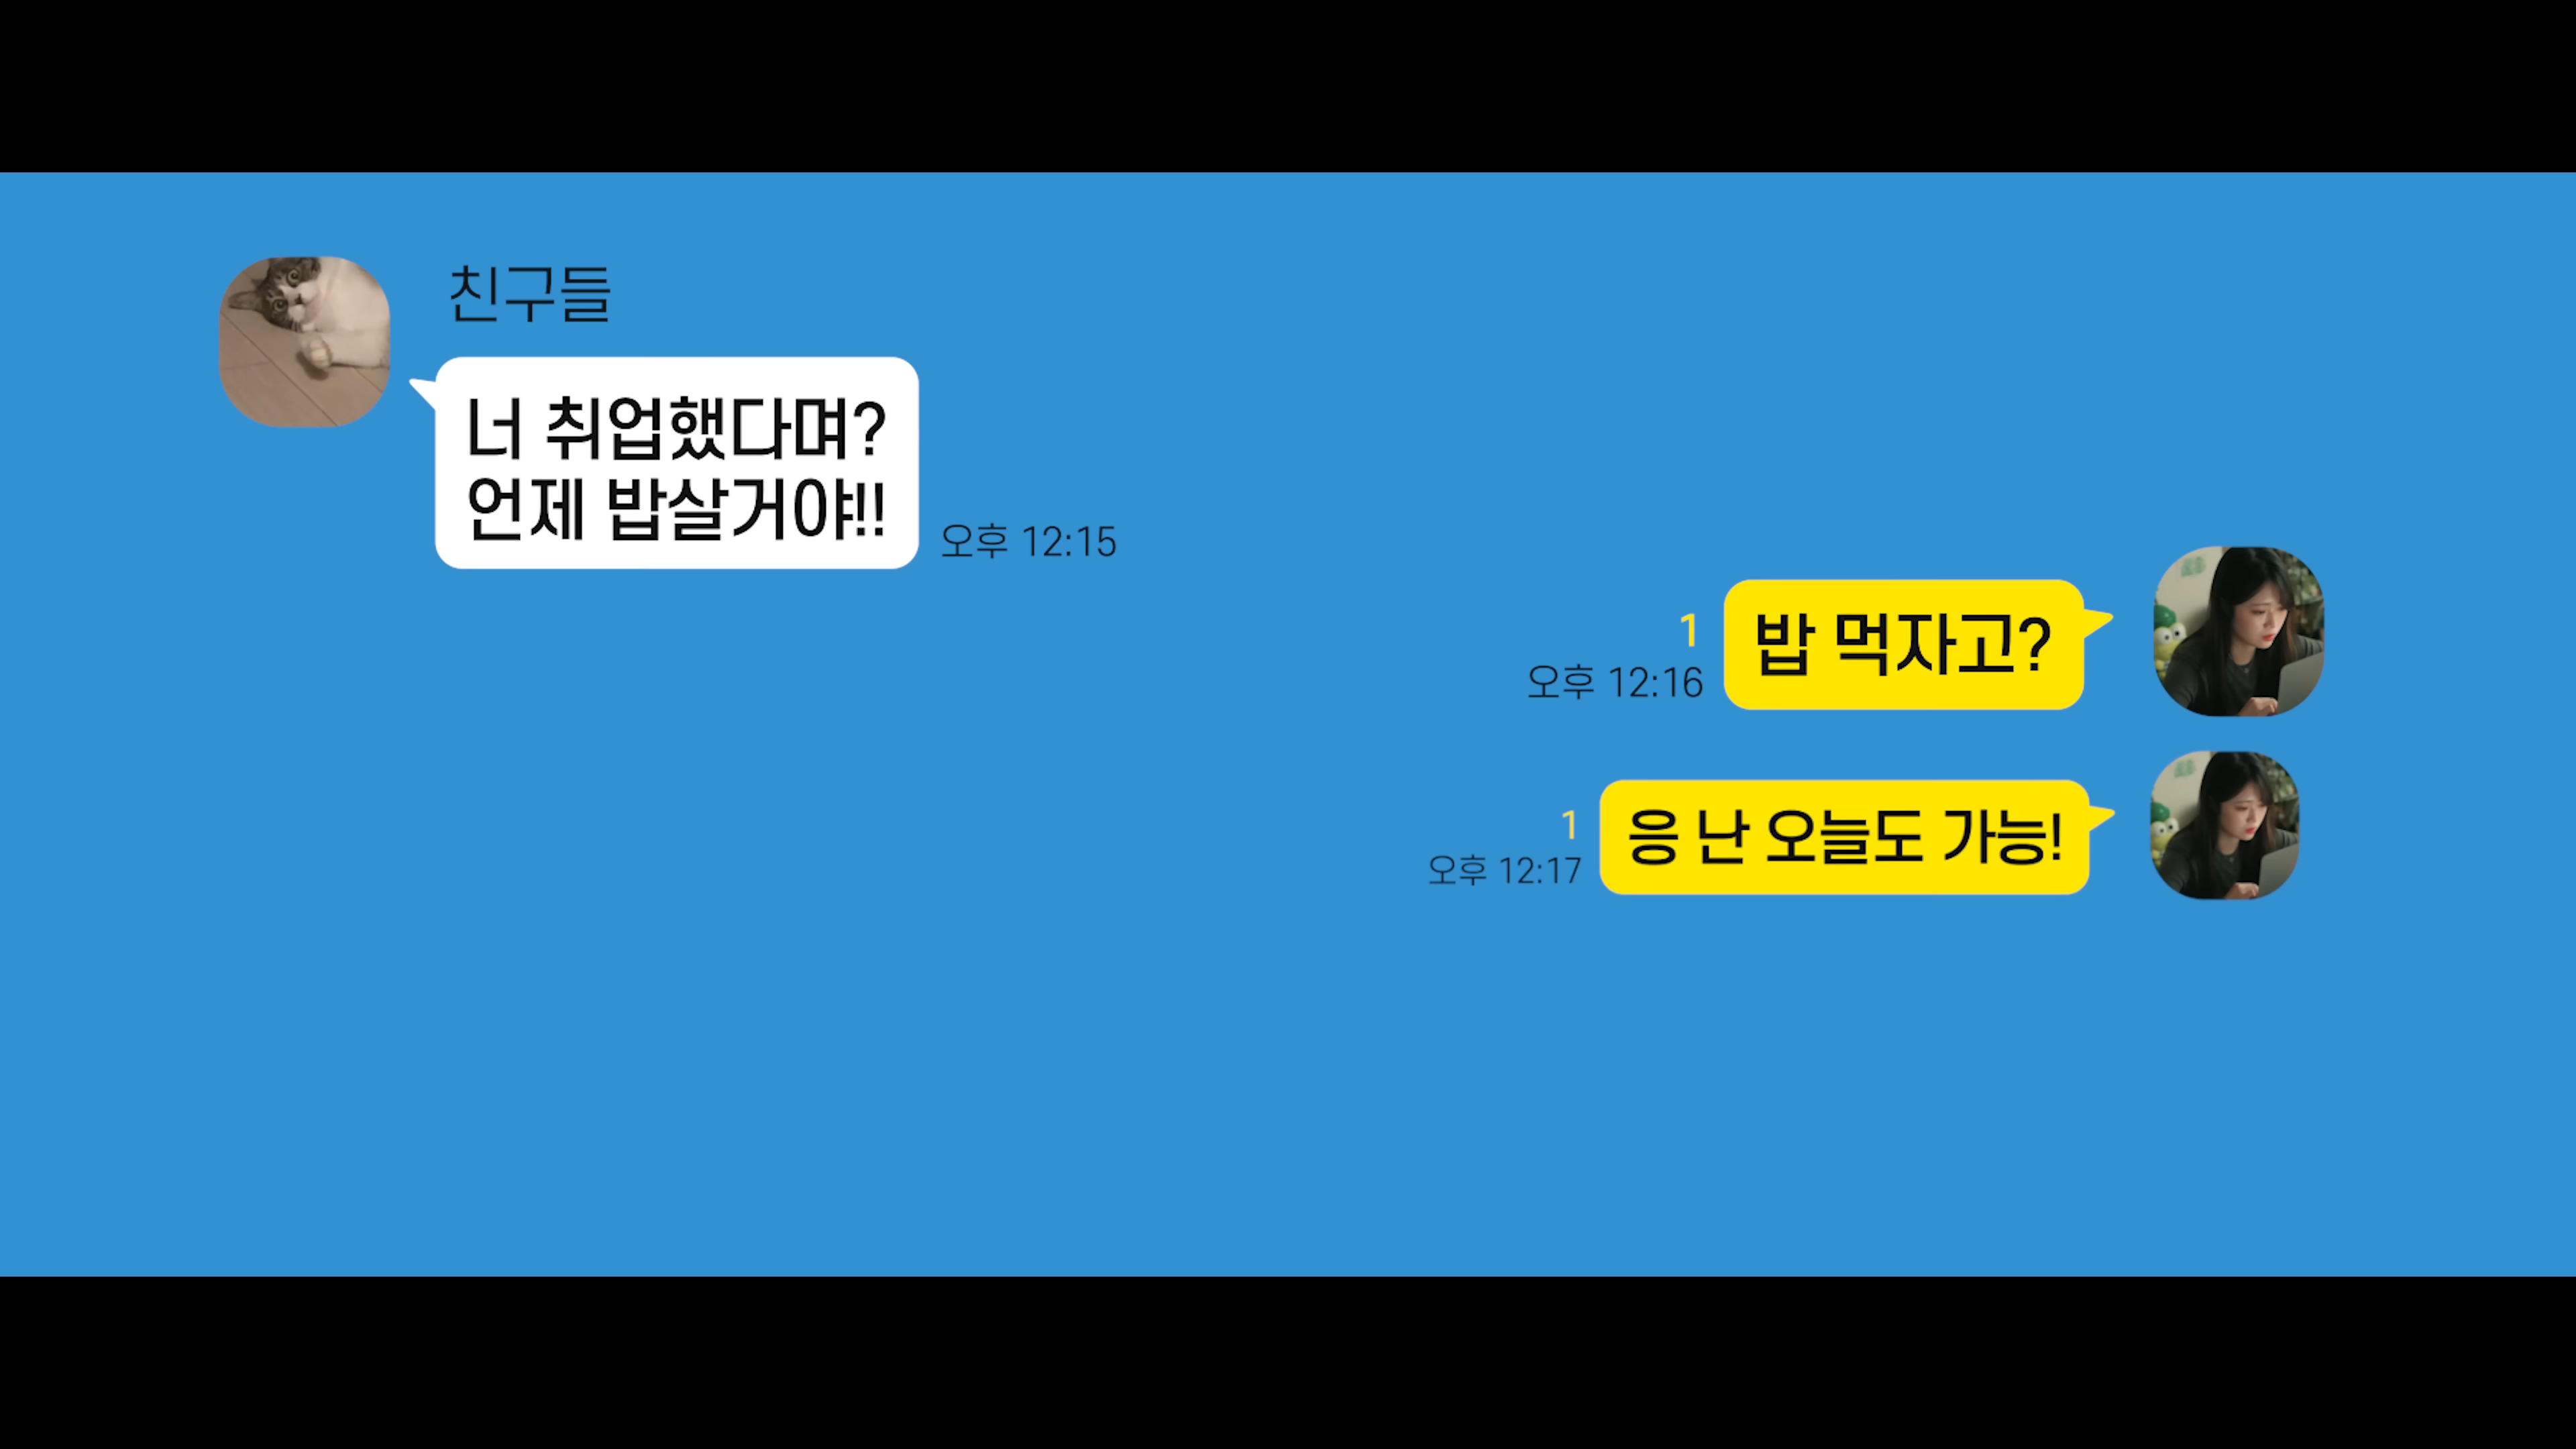 친구들
너 취업했다며?
언제 밥살거야!!
오후 12:15
밥 먹자고?
1
오후 12:16
응 난 오늘도 가능!
1
오후 12:17